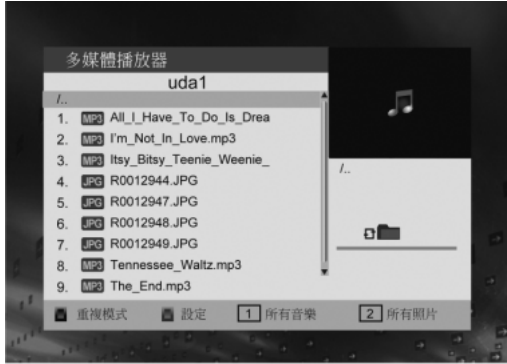 多媒體播放器
uda1
/..
1. MP3 All_I_Have_To_Do_Is_Drea
2. MP3 I'm_Not_In_Love.mp3
3. MP3 Itsy_Bitsy_Teenie_Weenie_
4. JPG R0012944.JPG
5. JPG R0012947.JPG
6. JPG R0012948.JPG
7. JPG R0012949.JPG
8. MP3 Tennessee_Waltz.mp3
9. MP3 The_End.mp3
/..
重複模式 設定 1 所有音樂 2 所有照片